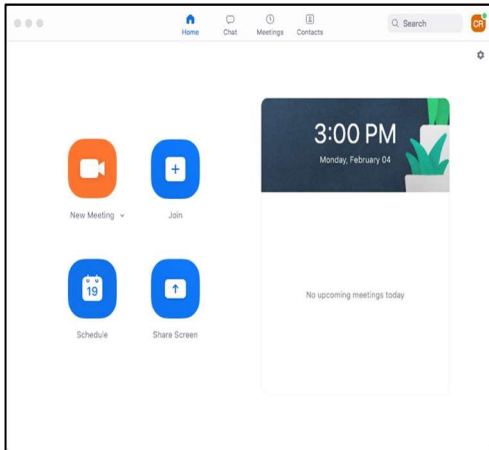 Home
Chat
Meetings
Contacts
Search
CR
3:00 PM
Monday, February 04
New Meeting
Join
19
Schedule
Share Screen
No upcoming meetings today